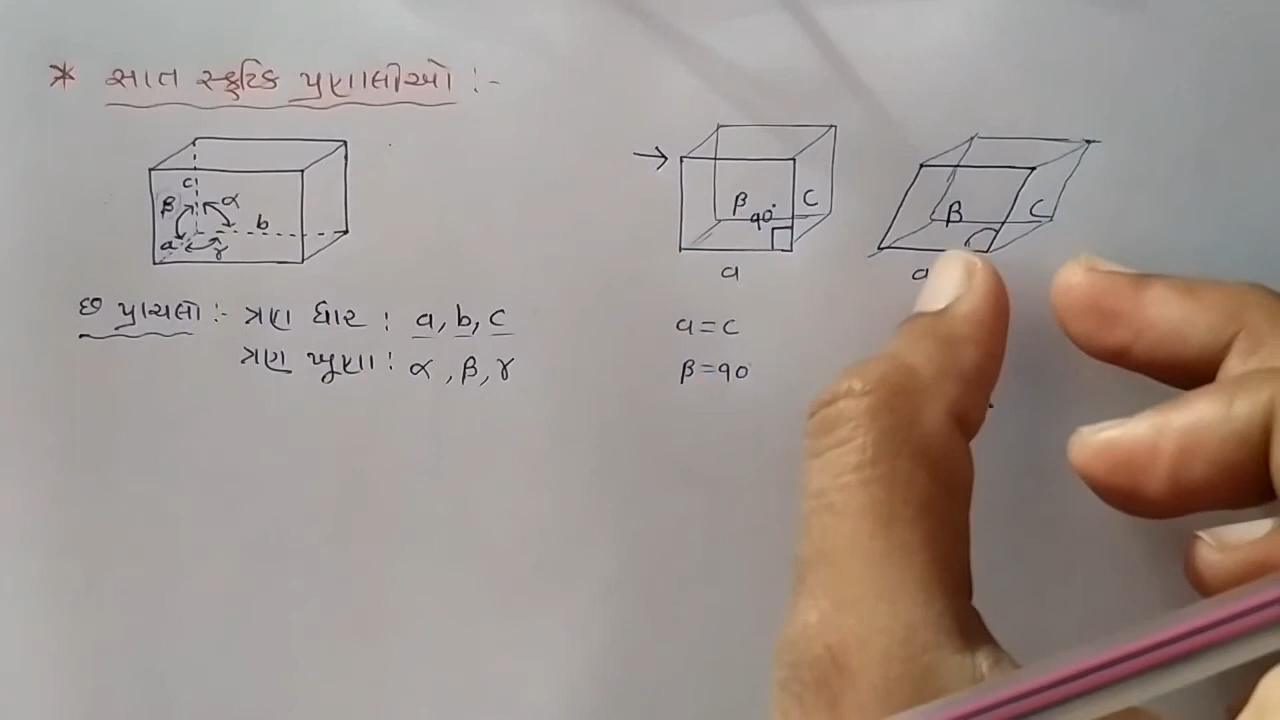 * સાત સ્ફટિક પ્રણાલીઓ :-
c
β α
b
a γ
છ પ્રાચલો :- ત્રણ ધાર : a, b, c
ત્રણ ખૂણા : α, β, γ
β 90° c
a
a = c
β = 90
β c
a